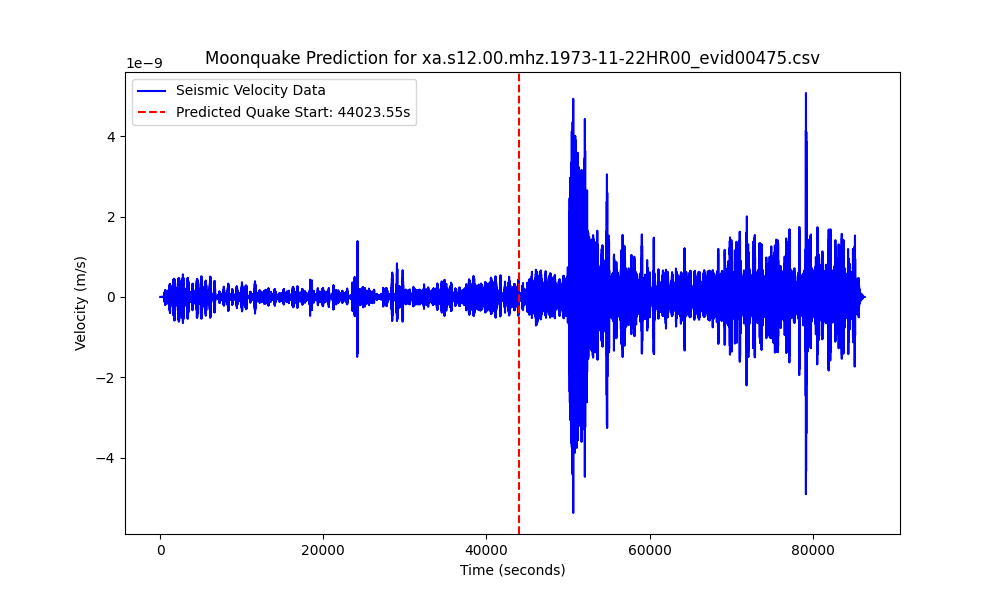 Moonquake Prediction for xa.s12.00.mhz.1973-11-22HR00_evid00475.csv
1e−9
Seismic Velocity Data
Predicted Quake Start: 44023.55s
4
2
0
−2
−4
Velocity (m/s)
0 20000 40000 60000 80000
Time (seconds)